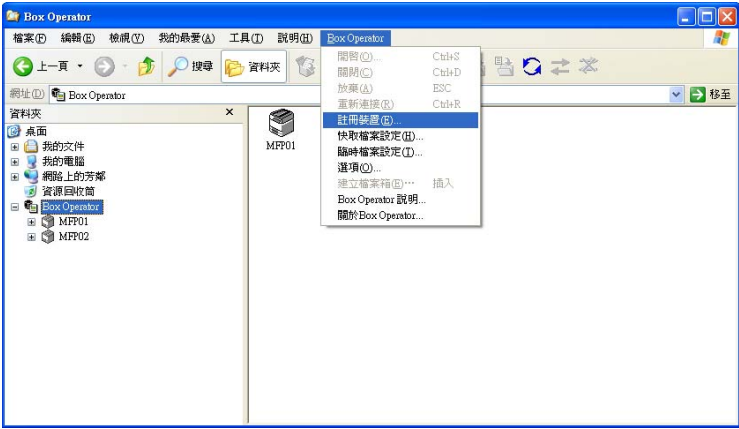 Box Operator
檔案(F) 編輯(E) 檢視(V) 我的最愛(A) 工具(T) 說明(H) Box Operator
上一頁 搜尋 資料夾
網址(D) Box Operator 移至
資料夾
桌面
我的文件
我的電腦
網路上的芳鄰
資源回收筒
Box Operator
MFP01
MFP02
MFP01
開啓(O)... Ctrl+S
關閉(C) Ctrl+D
放棄(A) ESC
重新連接(R) Ctrl+R
註冊裝置(E)...
快取檔案設定(H)...
臨時檔案設定(T)...
選項(O)...
建立檔案箱(E)… 插入
Box Operator 說明...
關於Box Operator...